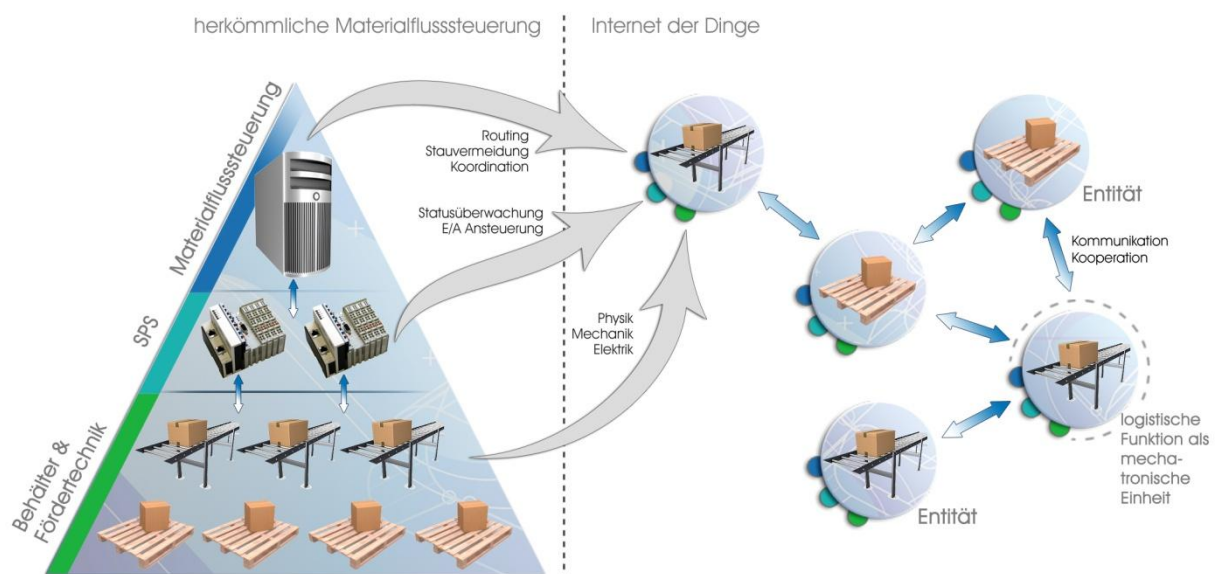 herkömmliche Materialflusssteuerung
Internet der Dinge
Materialflusssteuerung
SPS
Behälter &
Fördertechnik
Routing
Stauvermeidung
Koordination
Statusüberwachung
E/A Ansteuerung
Physik
Mechanik
Elektrik
Entität
Kommunikation
Kooperation
Entität
logistische
Funktion als
mecha-
tronische
Einheit